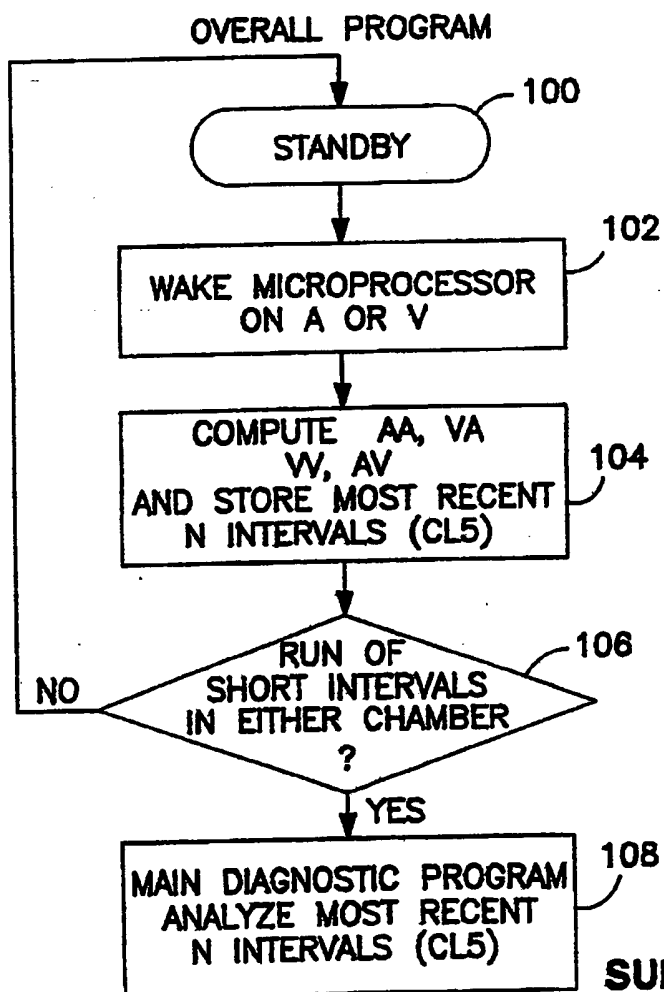 OVERALL PROGRAM
100
STANDBY
102
WAKE MICROPROCESSOR
ON A OR V
COMPUTE AA, VA
VV, AV
104
AND STORE MOST RECENT
N INTERVALS (CL5)
106
RUN OF
SHORT INTERVALS
IN EITHER CHAMBER
?
NO
YES
108
MAIN DIAGNOSTIC PROGRAM
ANALYZE MOST RECENT
N INTERVALS (CL5)